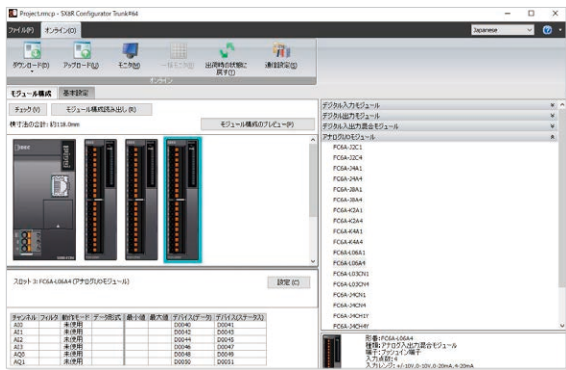 Project.mcp - SX8R Configurator Trunk#64
ファイル(F) オンライン(O)
Japanese
ダウンロード(D)
アップロード(U)
モニタ(M)
出荷時の状態に戻す(T)
通信設定(S)
オンライン
モジュール構成 基本設定
チェック(V) モジュール構成読み出し(R)
横寸法の合計: 約118.0mm
モジュール構成のプレビュー(P)
スロット 3: FC6A-L06A4 (アナログI/Oモジュール)
設定(C)
チャンネル フィルタ 動作モード データ形式 最小値 最大値 デバイス(データ) デバイス(ステータス)
AI0 未使用 D0040 D0041
AI1 未使用 D0042 D0043
AI2 未使用 D0044 D0045
AI3 未使用 D0046 D0047
AQ0 未使用 D0048 D0049
AQ1 未使用 D0050 D0051
デジタル入力モジュール
デジタル出力モジュール
デジタル入出力混合モジュール
アナログI/Oモジュール
FC6A-J2C1
FC6A-J2C4
FC6A-J4A1
FC6A-J4A4
FC6A-J8A1
FC6A-J8A4
FC6A-K2A1
FC6A-K2A4
FC6A-K4A1
FC6A-K4A4
FC6A-L06A1
FC6A-L06A4
FC6A-L03CN1
FC6A-L03CN4
FC6A-J4CN1
FC6A-J4CN4
FC6A-J4CH1Y
FC6A-J4CH4Y
形番: FC6A-L06A4
種類: アナログ入出力混合モジュール
端子: プッシュイン端子
入力点数: 4
入力レンジ: +/-10V,0-10V,0-20mA,4-20mA